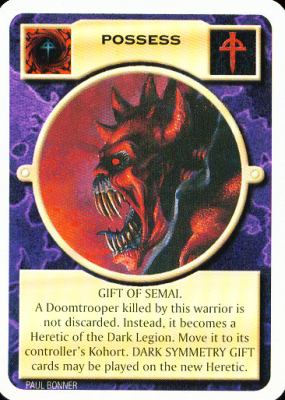 POSSESS
GIFT OF SEMAI.
A Doomtrooper killed by this warrior is
not discarded. Instead, it becomes a
Heretic of the Dark Legion. Move it to its
controller's Kohort. DARK SYMMETRY GIFT
cards may be played on the new Heretic.
PAUL BONNER